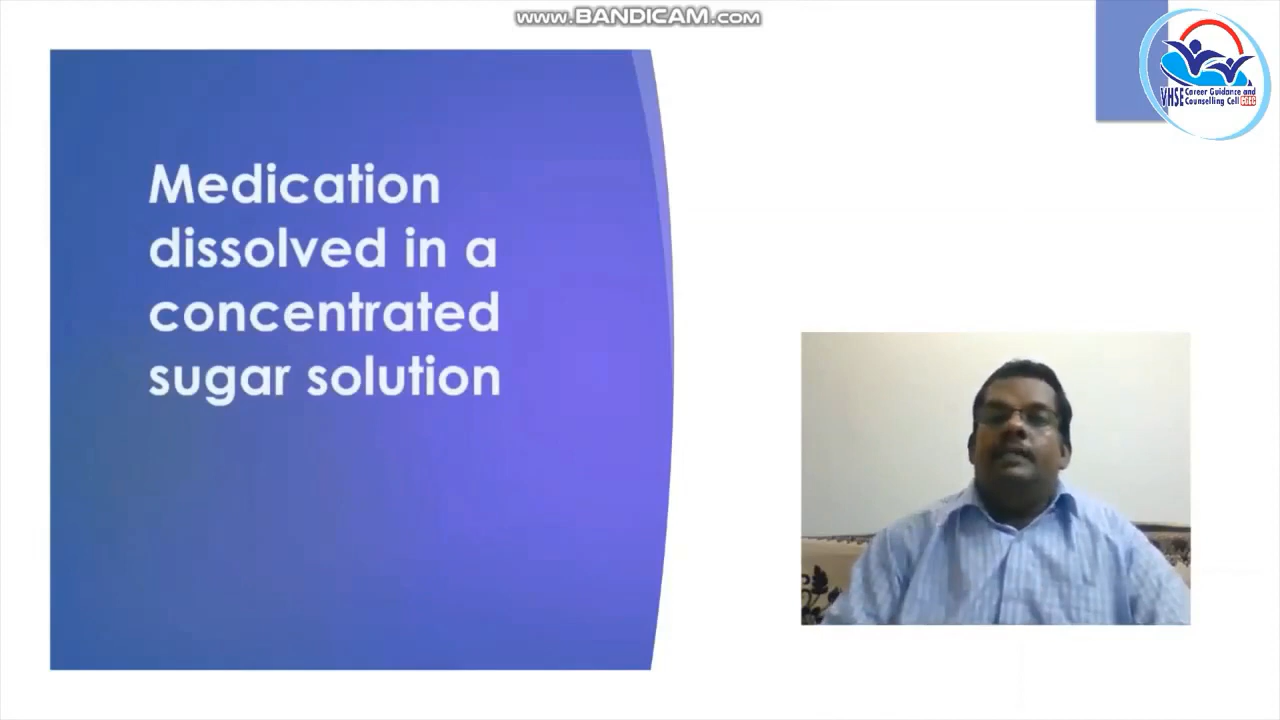 www.BANDICAM.com
VHSE Career Guidance and
Counselling Cell
Medication
dissolved in a
concentrated
sugar solution